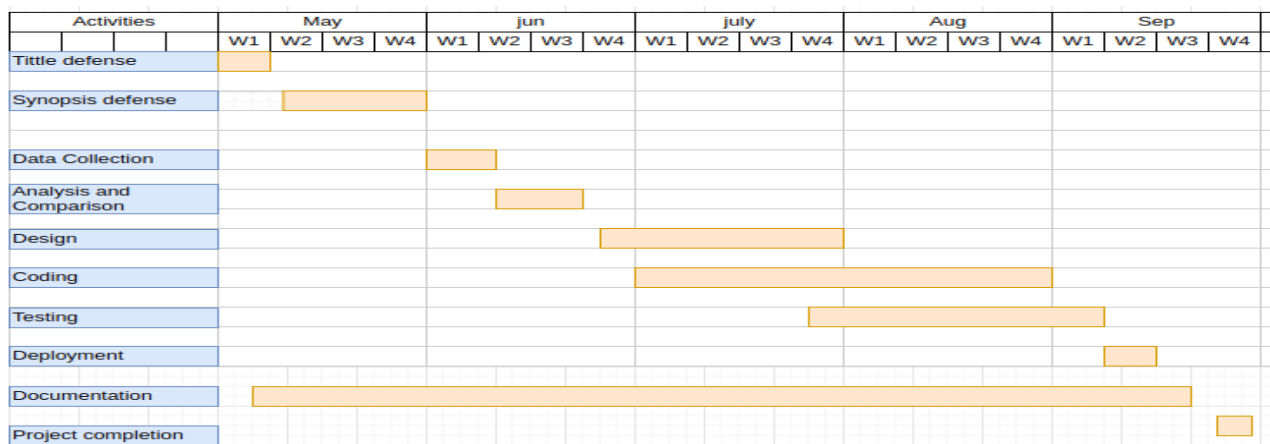 Activities May jun july Aug Sep
W1 W2 W3 W4 W1 W2 W3 W4 W1 W2 W3 W4 W1 W2 W3 W4 W1 W2 W3 W4
Tittle defense
Synopsis defense
Data Collection
Analysis and
Comparison
Design
Coding
Testing
Deployment
Documentation
Project completion